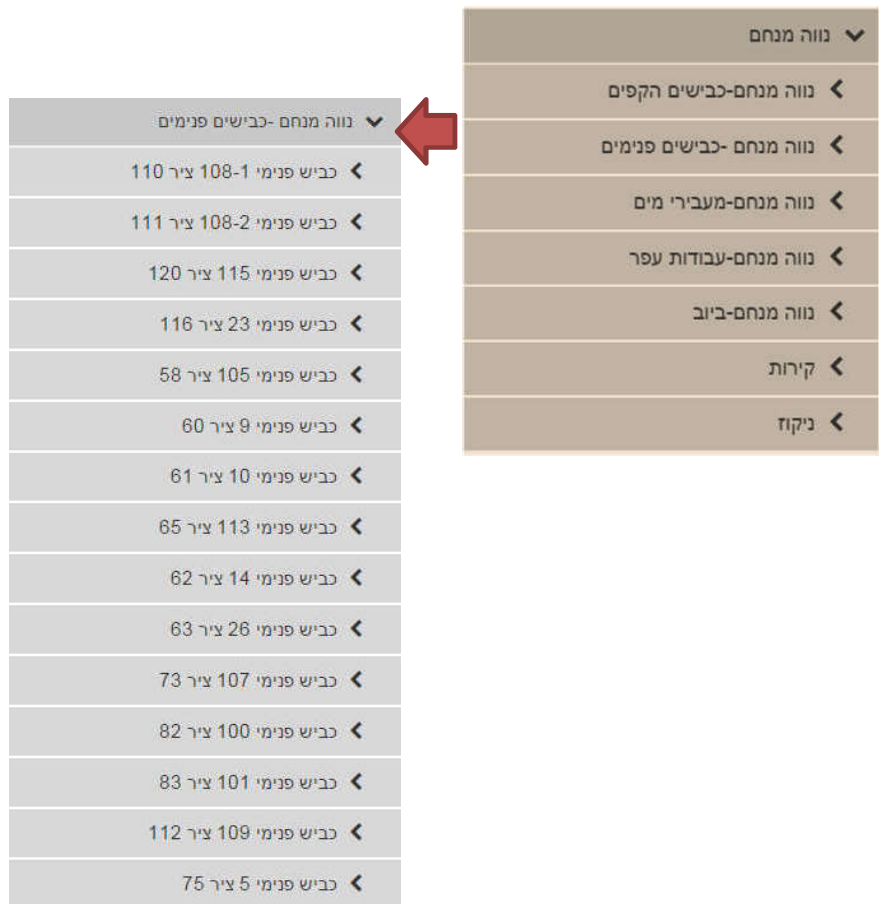 נווה מנחם
נווה מנחם-כבישים הקפים
נווה מנחם -כבישים פנימים
נווה מנחם-מעבירי מים
נווה מנחם-עבודות עפר
נווה מנחם-ביוב
קירות
ניקוז
נווה מנחם -כבישים פנימים
כביש פנימי 108-1 ציר 110
כביש פנימי 108-2 ציר 111
כביש פנימי 115 ציר 120
כביש פנימי 23 ציר 116
כביש פנימי 105 ציר 58
כביש פנימי 9 ציר 60
כביש פנימי 10 ציר 61
כביש פנימי 113 ציר 65
כביש פנימי 14 ציר 62
כביש פנימי 26 ציר 63
כביש פנימי 107 ציר 73
כביש פנימי 100 ציר 82
כביש פנימי 101 ציר 83
כביש פנימי 109 ציר 112
כביש פנימי 5 ציר 75